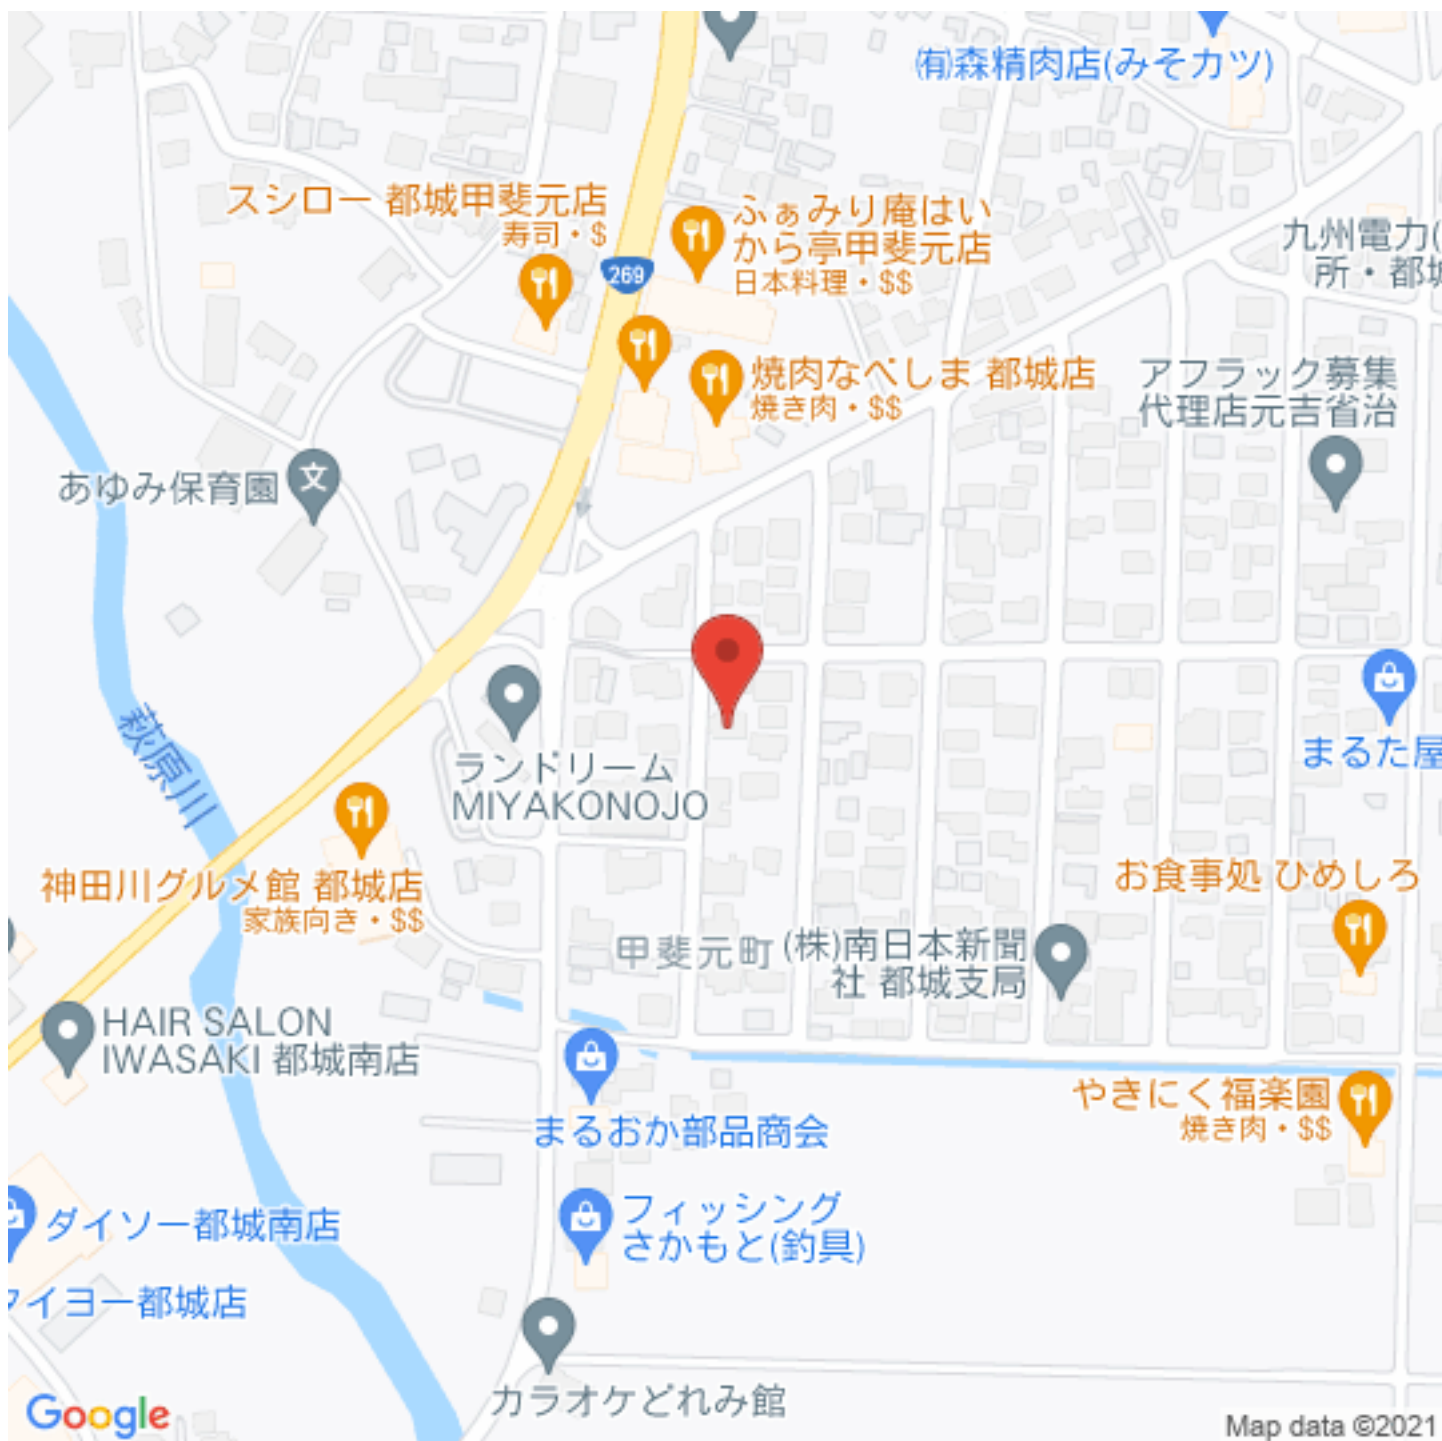 (有)森精肉店(みそカツ)
スシロー 都城甲斐元店
寿司・$
ふぁみり庵はい
から亭甲斐元店
日本料理・$$
269
九州電力(
所・都城
焼肉なべしま 都城店
焼き肉・$$
アフラック募集
代理店元吉省治
あゆみ保育園
文
萩原川
ランドリーム
MIYAKONOJO
まるた屋
神田川グルメ館 都城店
家族向き・$$
お食事処 ひめしろ
甲斐元町
(株)南日本新聞
社 都城支局
HAIR SALON
IWASAKI 都城南店
まるおか部品商会
やきにく福楽園
焼き肉・$$
ダイソー都城南店
フィッシング
さかもと(釣具)
イヨー都城店
カラオケどれみ館
Google
Map data ©2021